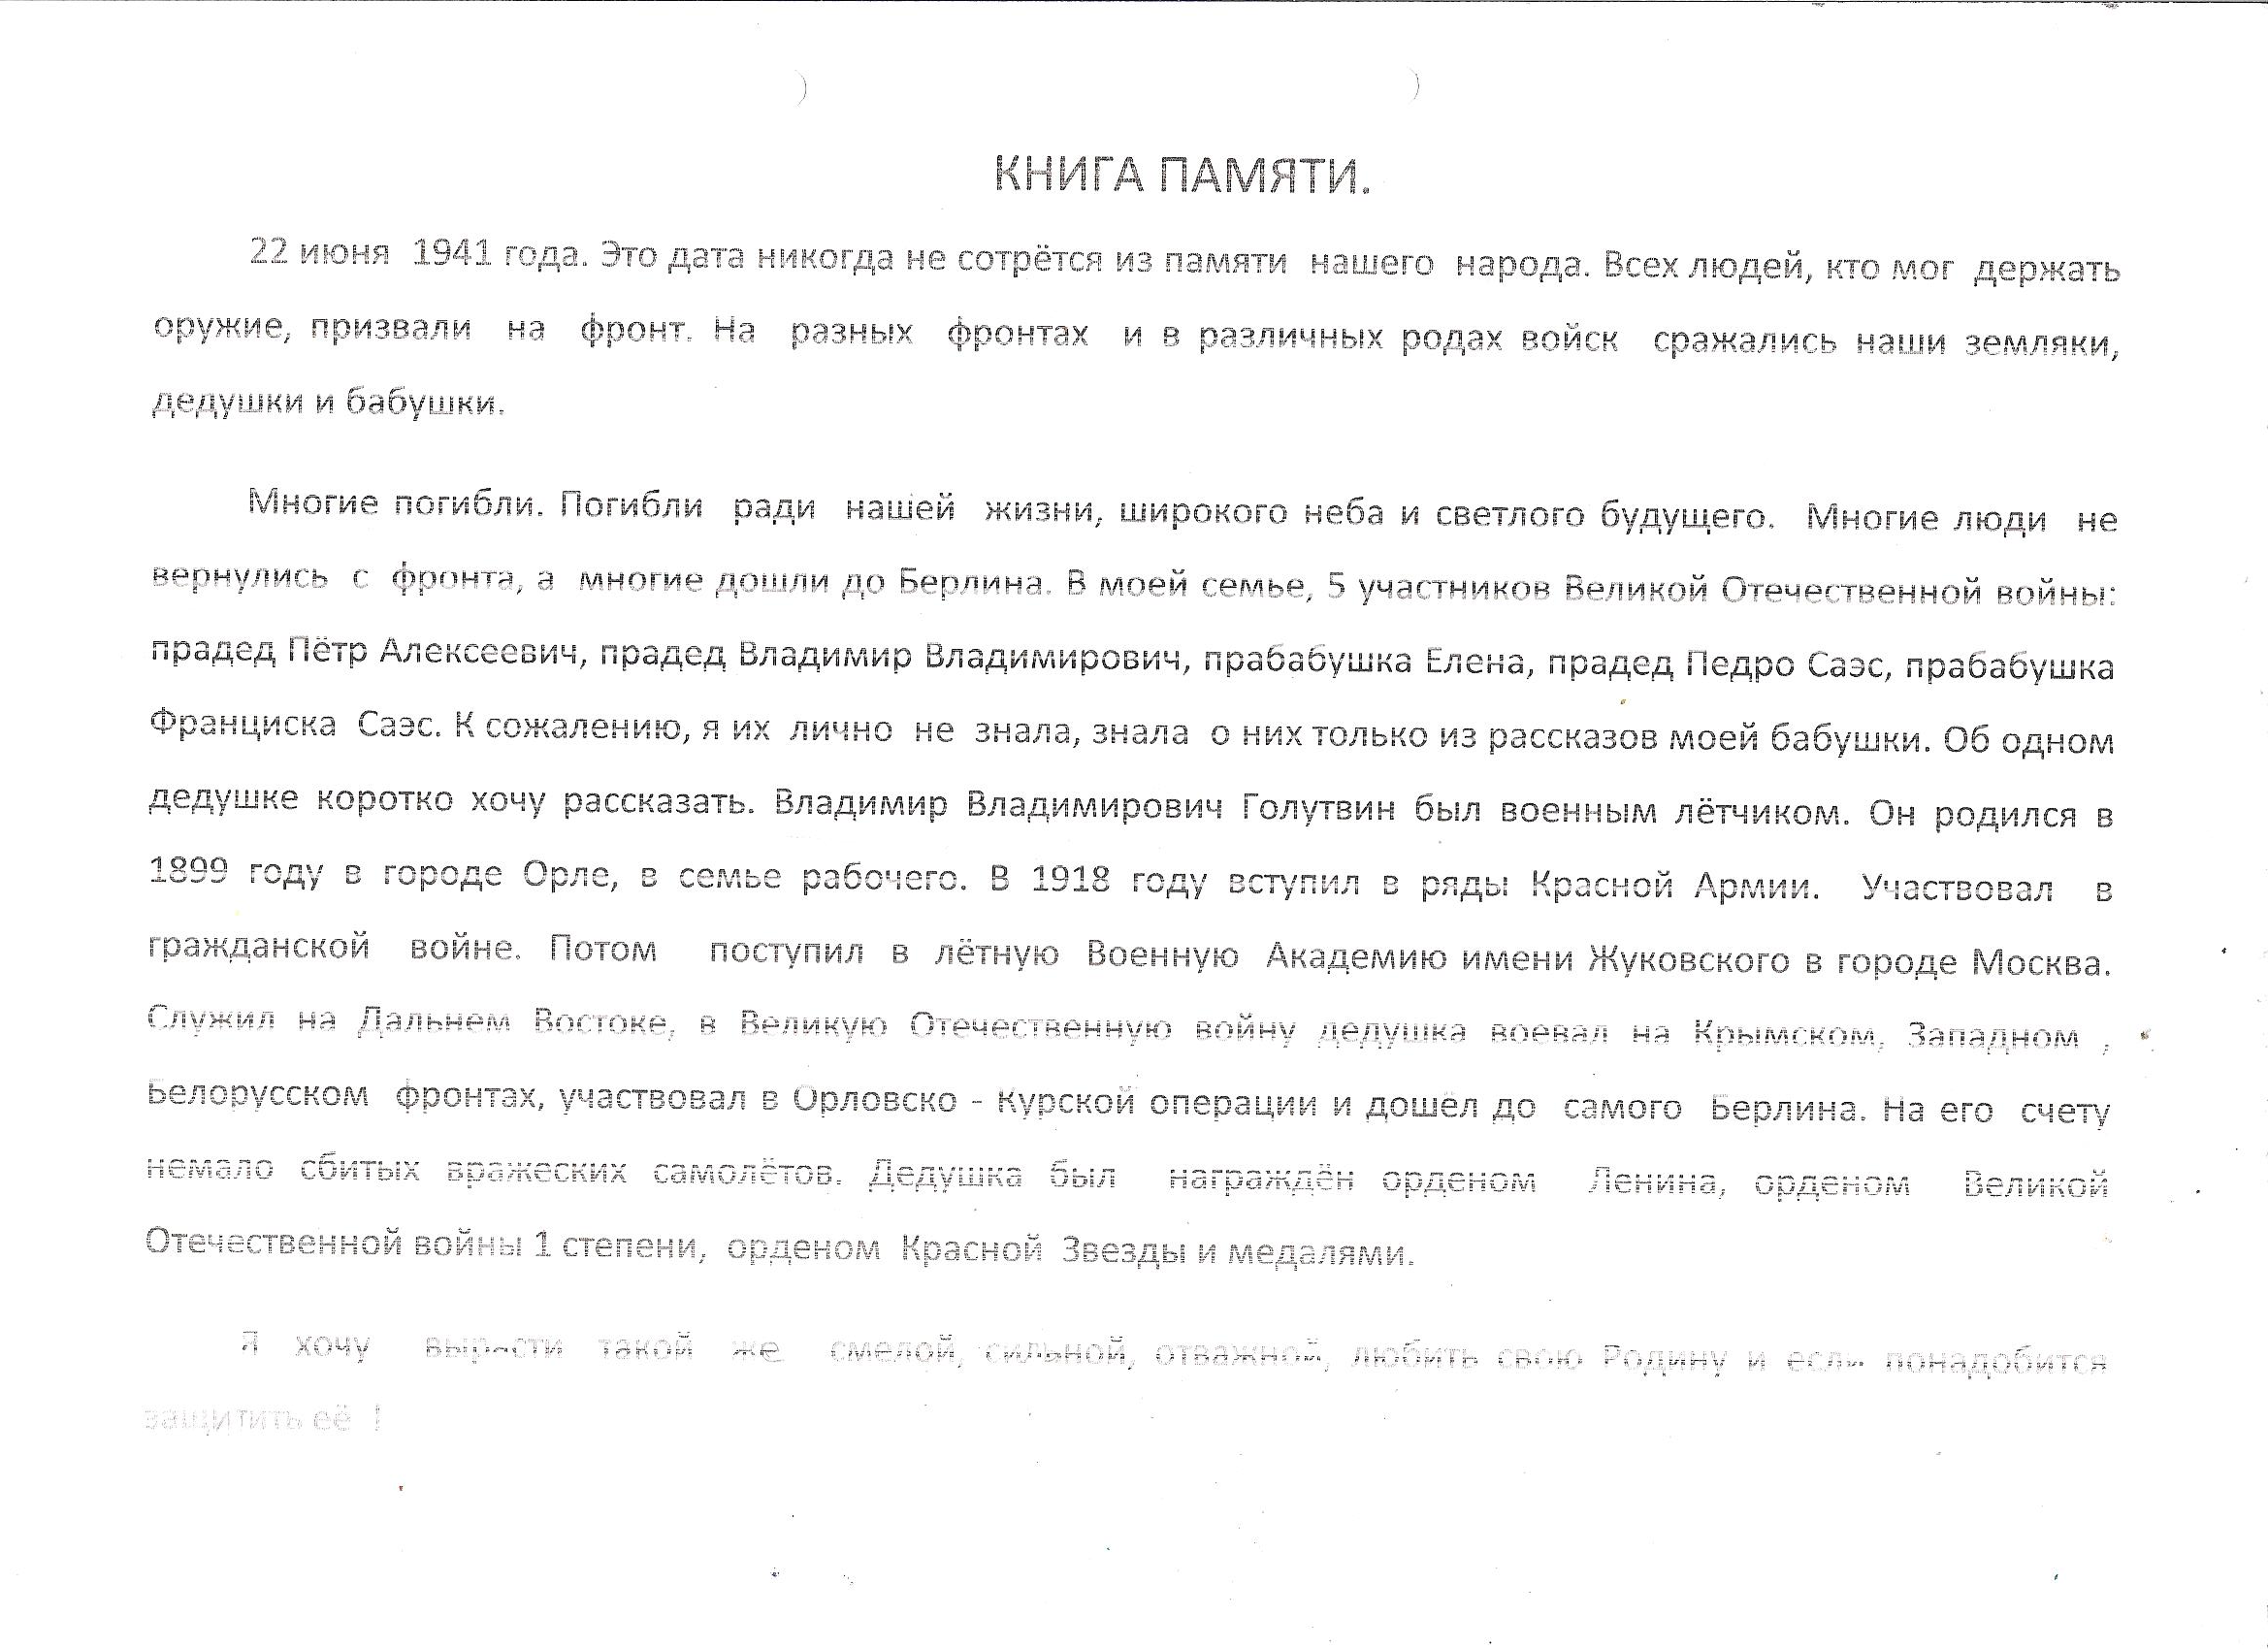 КНИГА ПАМЯТИ.
22 июня 1941 года. Это дата никогда не сотрётся из памяти нашего народа. Всех людей, кто мог держать
оружие, призвали на фронт. На разных фронтах и в различных родах войск сражались наши земляки,
дедушки и бабушки.
Многие погибли. Погибли ради нашей жизни, широкого неба и светлого будущего. Многие люди не
вернулись с фронта, а многие дошли до Берлина. В моей семье, 5 участников Великой Отечественной войны:
прадед Пётр Алексеевич, прадед Владимир Владимирович, прабабушка Елена, прадед Педро Саэс, прабабушка
Франциска Саэс. К сожалению, я их лично не знала, знала о них только из рассказов моей бабушки. Об одном
дедушке коротко хочу рассказать. Владимир Владимирович Голутвин был военным лётчиком. Он родился в
1899 году в городе Орле, в семье рабочего. В 1918 году вступил в ряды Красной Армии. Участвовал в
гражданской войне. Потом поступил в лётную Военную Академию имени Жуковского в городе Москва.
Служил на Дальнем Востоке, в Великую Отечественную войну дедушка воевал на Крымском, Западном ,
Белорусском фронтах, участвовал в Орловско - Курской операции и дошёл до самого Берлина. На его счету
немало сбитых вражеских самолётов. Дедушка был награждён орденом Ленина, орденом Великой
Отечественной войны 1 степени, орденом Красной Звезды и медалями.
Я хочу вырасти такой же смелой, сильной, отважной, любить свою Родину и если понадобится
защитить её !